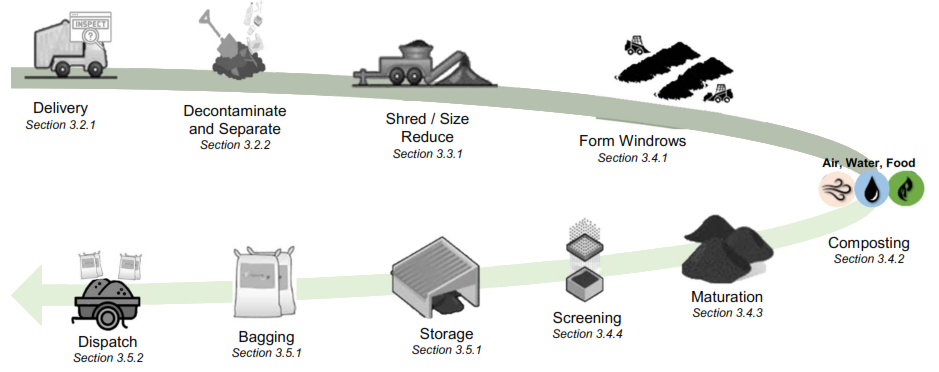 INSPECT
?
Delivery
Section 3.2.1
Decontaminate
and Separate
Section 3.2.2
Shred / Size
Reduce
Section 3.3.1
Form Windrows
Section 3.4.1
Air, Water, Food
Composting
Section 3.4.2
Maturation
Section 3.4.3
Screening
Section 3.4.4
Storage
Section 3.5.1
Bagging
Section 3.5.1
Dispatch
Section 3.5.2